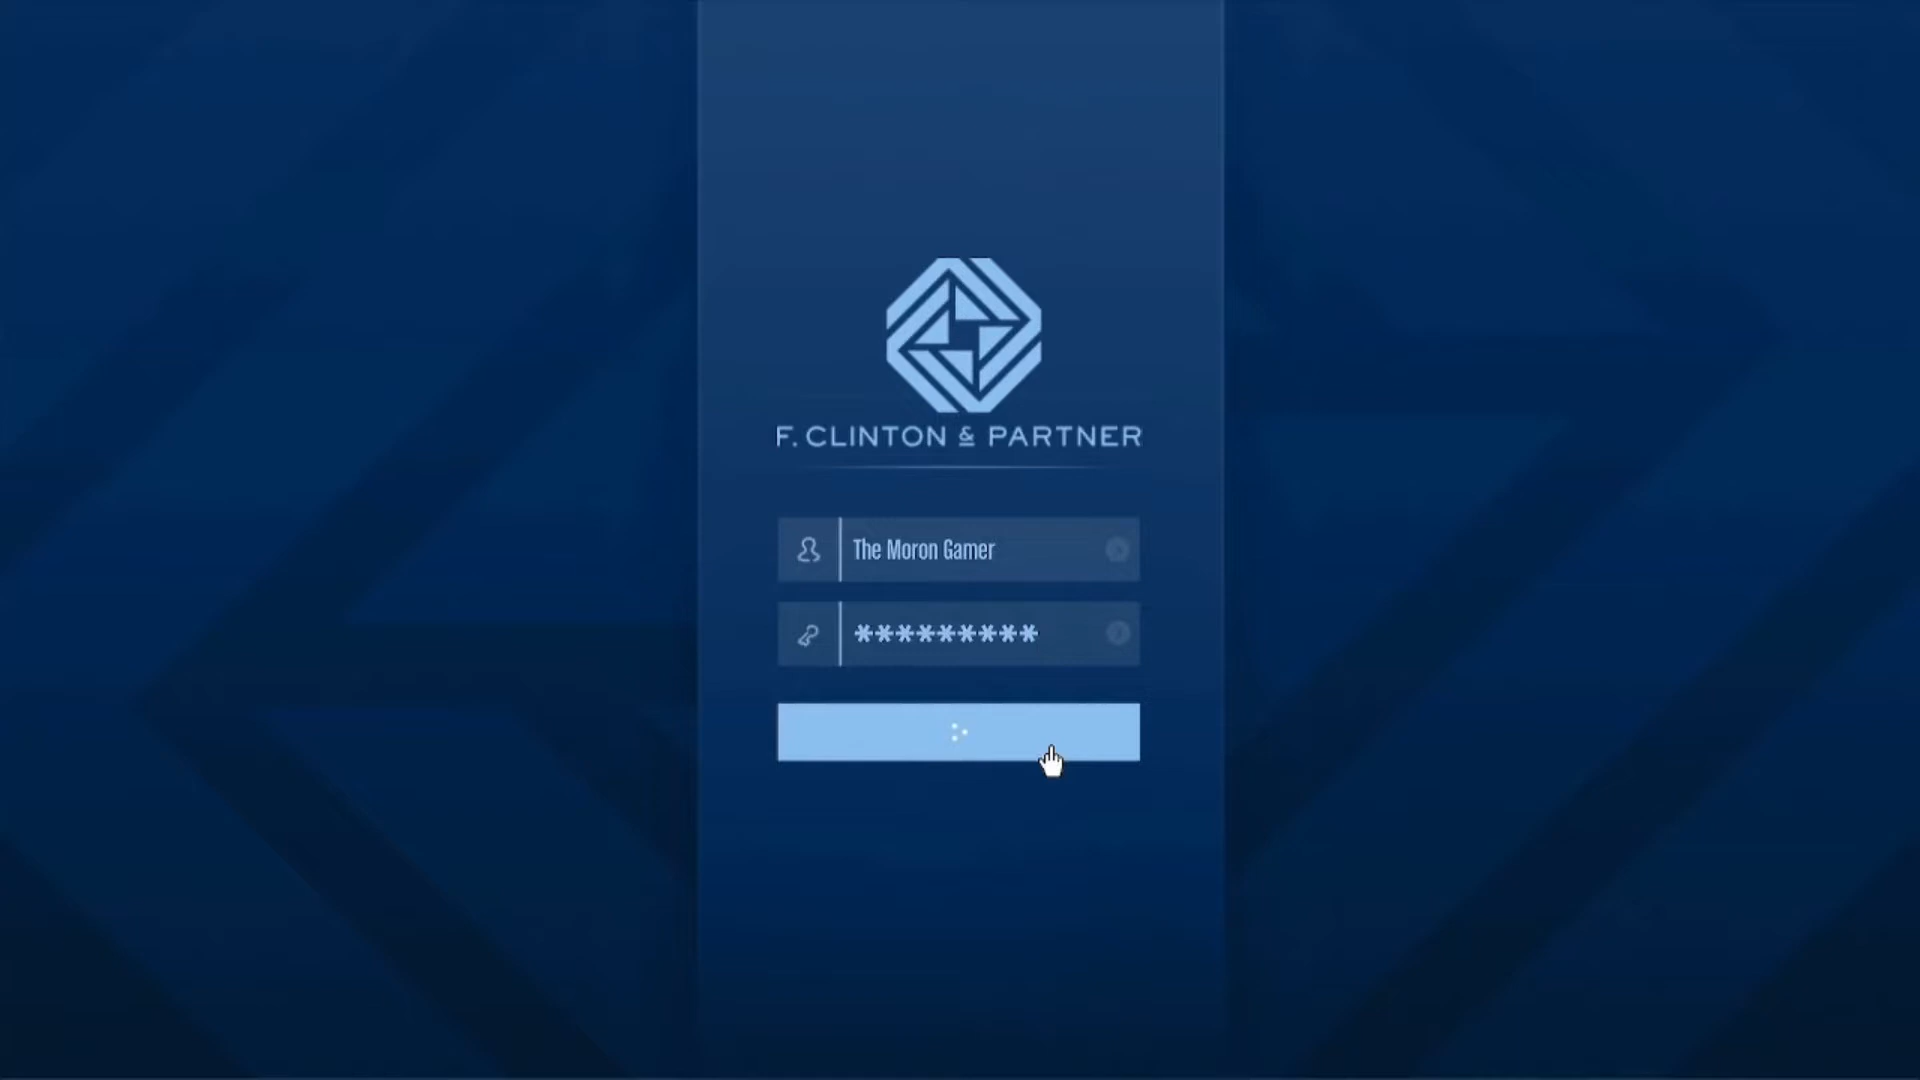 F. CLINTON & PARTNER
The Moron Gamer
*********